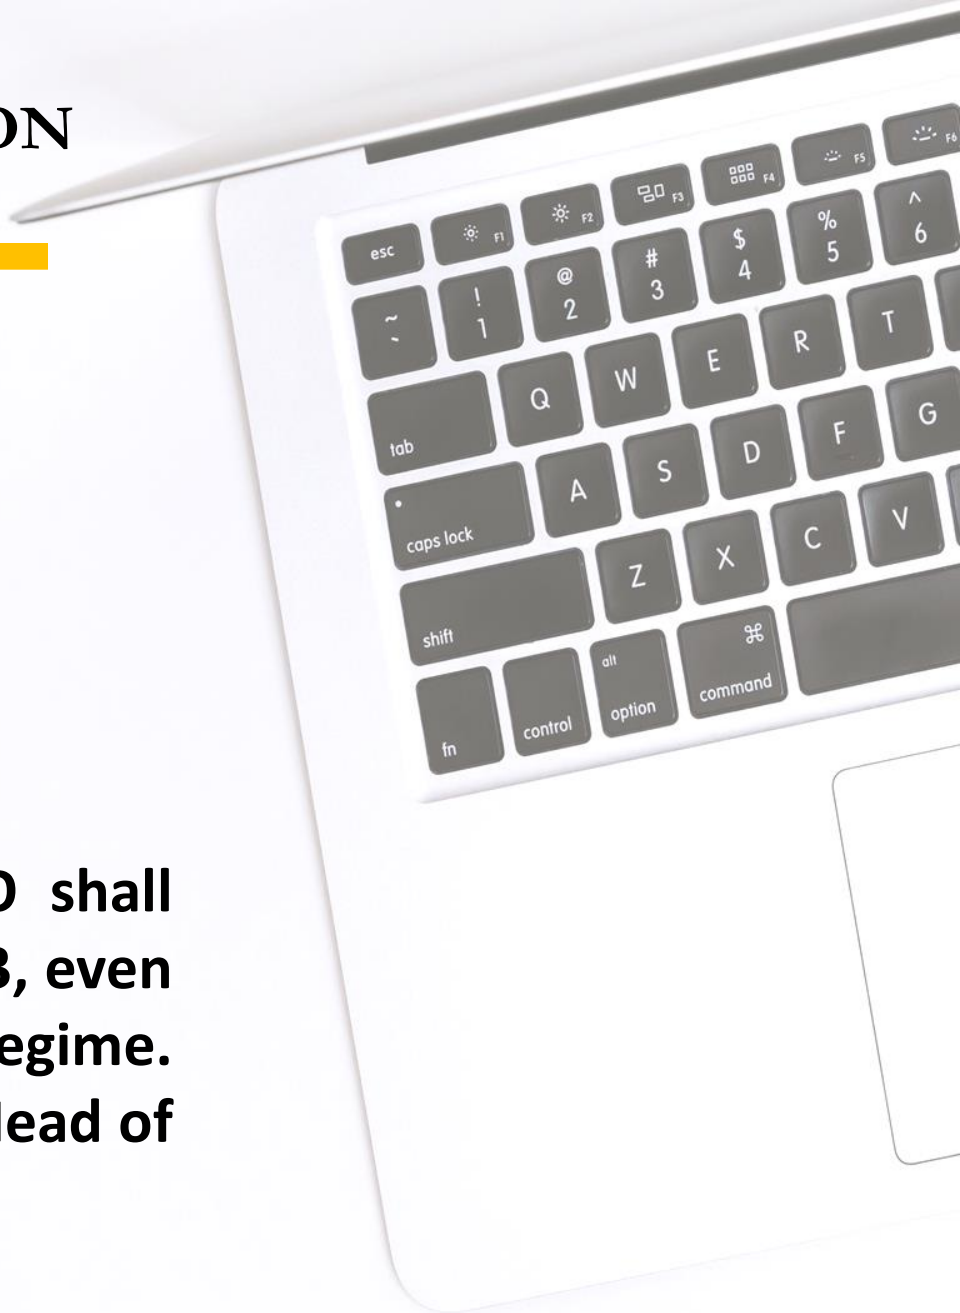 ON
shall
, even
egime.
ead of
esc F1 F2 F3 F4 F5 F6
~ ` ! 1 @ 2 # 3 $ 4 % 5 ^ 6
tab Q W E R T
caps lock A S D F G
shift Z X C V
fn control alt option ⌘ command